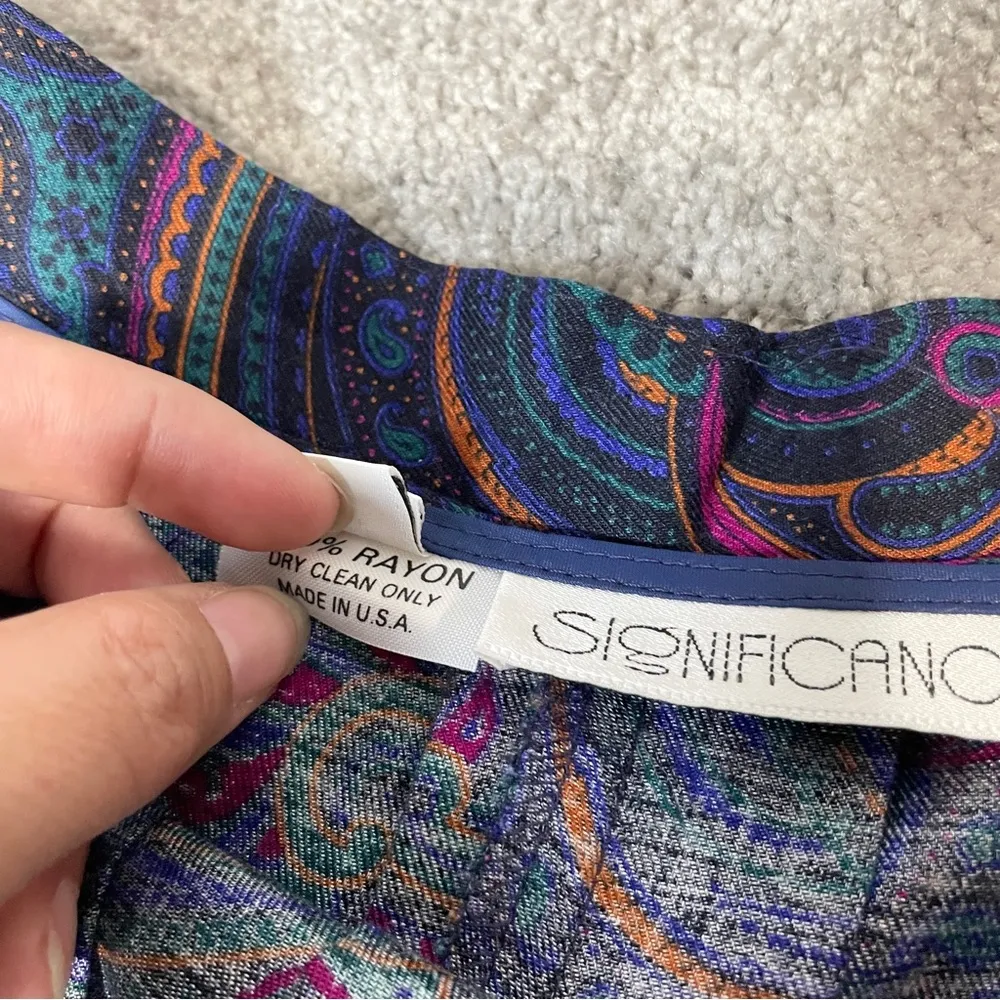 % RAYON
DRY CLEAN ONLY
MADE IN U.S.A.
SIGNIFICANC